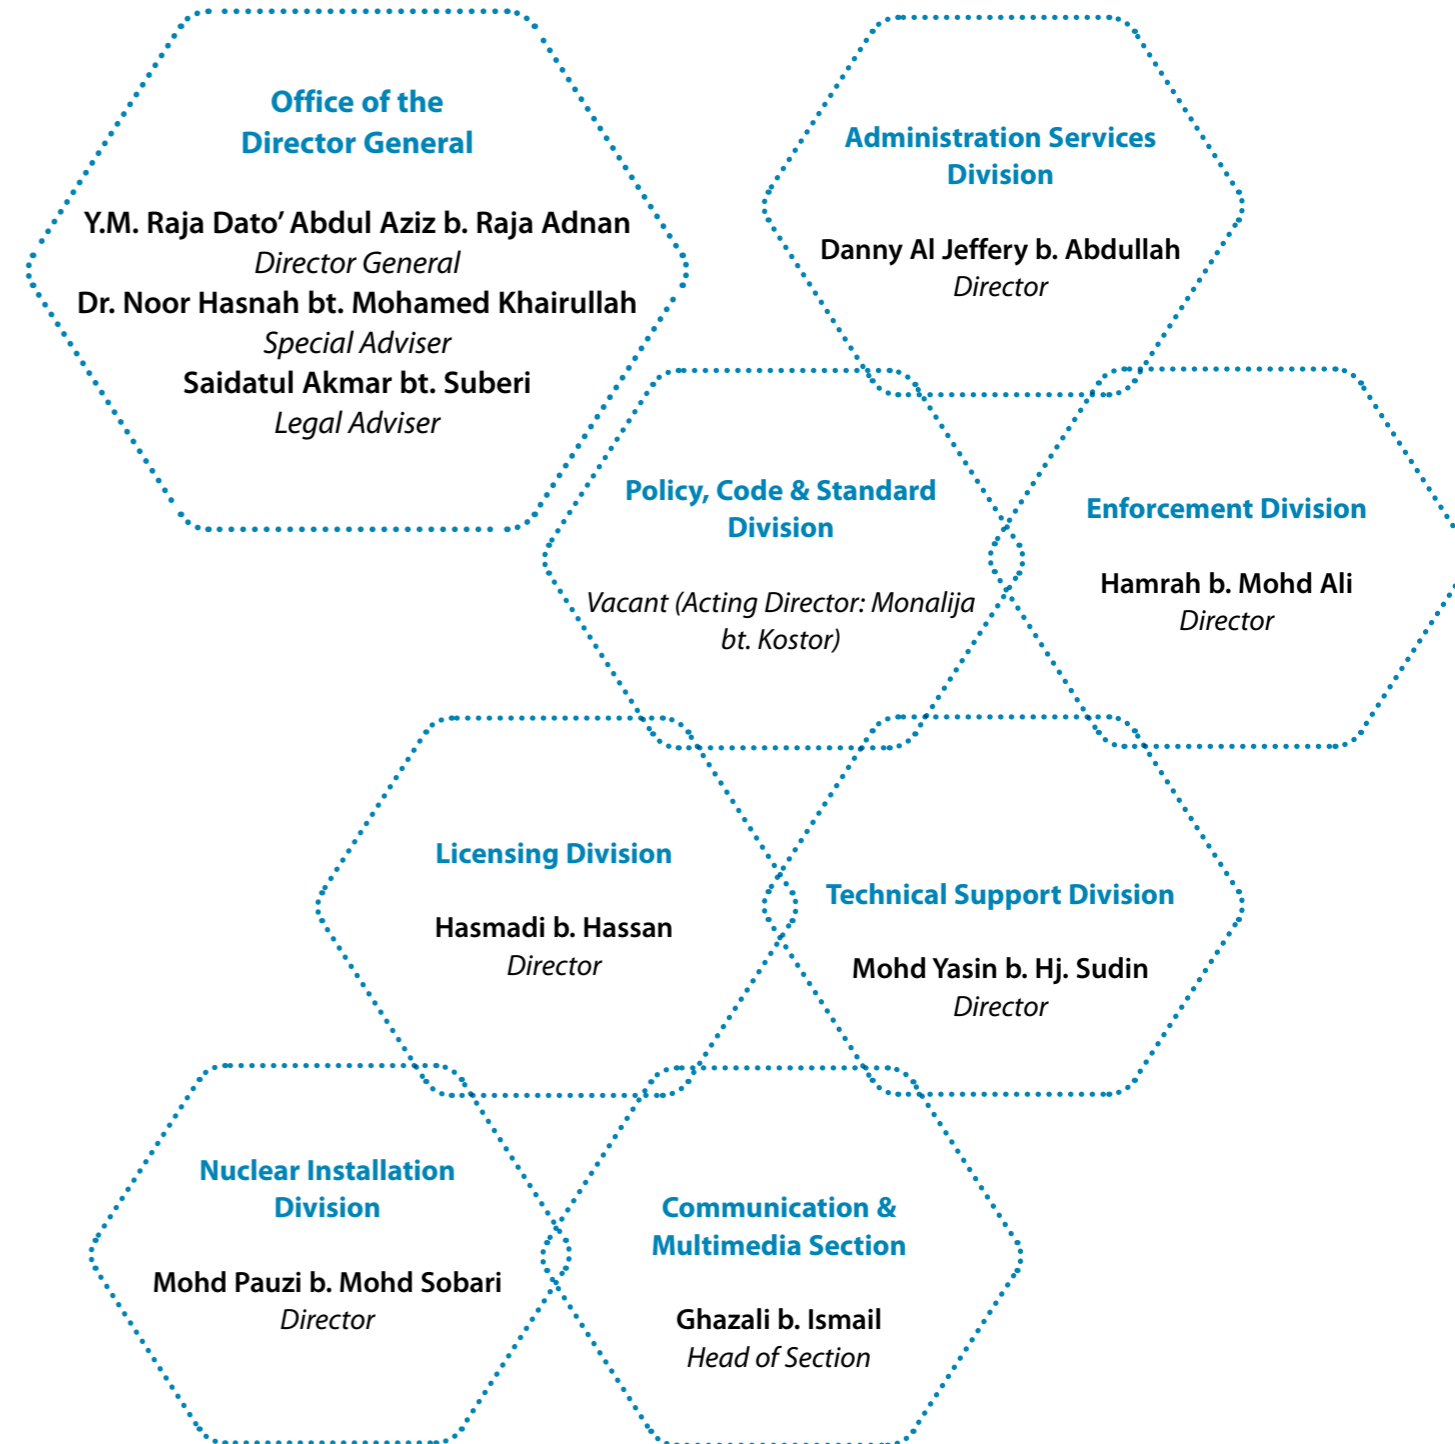 Office of the
Director General
Y.M. Raja Dato’ Abdul Aziz b. Raja Adnan
Director General
Dr. Noor Hasnah bt. Mohamed Khairullah
Special Adviser
Saidatul Akmar bt. Suberi
Legal Adviser
Administration Services
Division
Danny Al Jeffery b. Abdullah
Director
Policy, Code & Standard
Division
Vacant (Acting Director: Monalija
bt. Kostor)
Enforcement Division
Hamrah b. Mohd Ali
Director
Licensing Division
Hasmadi b. Hassan
Director
Technical Support Division
Mohd Yasin b. Hj. Sudin
Director
Nuclear Installation
Division
Mohd Pauzi b. Mohd Sobari
Director
Communication &
Multimedia Section
Ghazali b. Ismail
Head of Section